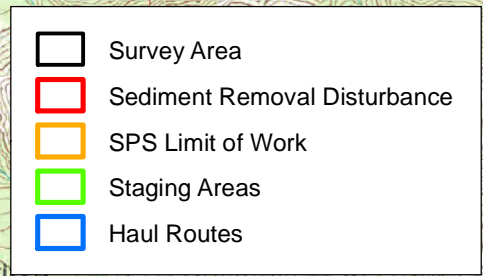 Survey Area
Sediment Removal Disturbance
SPS Limit of Work
Staging Areas
Haul Routes